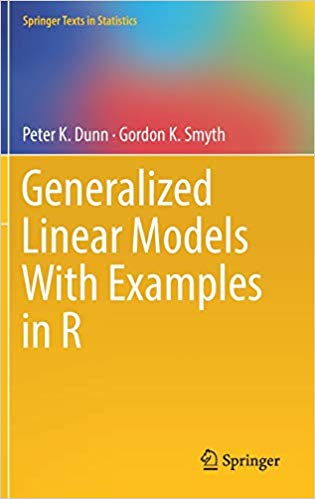 Springer Texts in Statistics
Peter K. Dunn · Gordon K. Smyth
Generalized
Linear Models
With Examples
in R
Springer